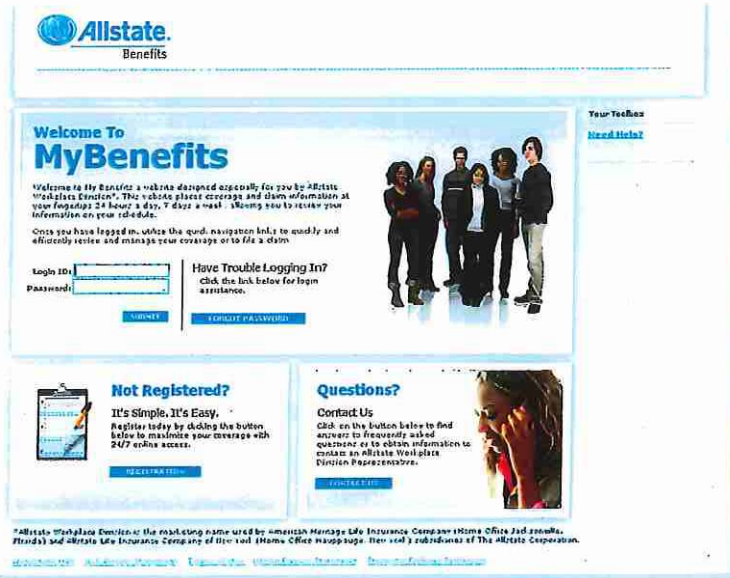 Allstate.
Benefits
Your Toolbox
Need Help?
Welcome To
MyBenefits
Welcome to My Benefits a website designed especially for you by Allstate
Workplace Division*. This website places coverage and claim information at
your fingertips 24 hours a day, 7 days a week, allowing you to review your
information on your schedule.
Once you have logged in, utilize the quick navigation links to quickly and
efficiently review and manage your coverage or to file a claim
Login ID:
Password:
SUBMIT
Have Trouble Logging In?
Click the link below for login
assistance.
FORGOT PASSWORD
Not Registered?
It's Simple. It's Easy.
Register today by clicking the button
below to maximize your coverage with
24/7 online access.
REGISTRATION
Questions?
Contact Us
Click on the button below to find
answers to frequently asked
questions or to obtain information to
contact an Allstate Workplace
Division Representative.
CONTACT US
*Allstate Workplace Division is the marketing name used by American Heritage Life Insurance Company (Home Office Jacksonville,
Florida) and Allstate Life Insurance Company of New York (Home Office Hauppauge, New York) subsidiaries of The Allstate Corporation.